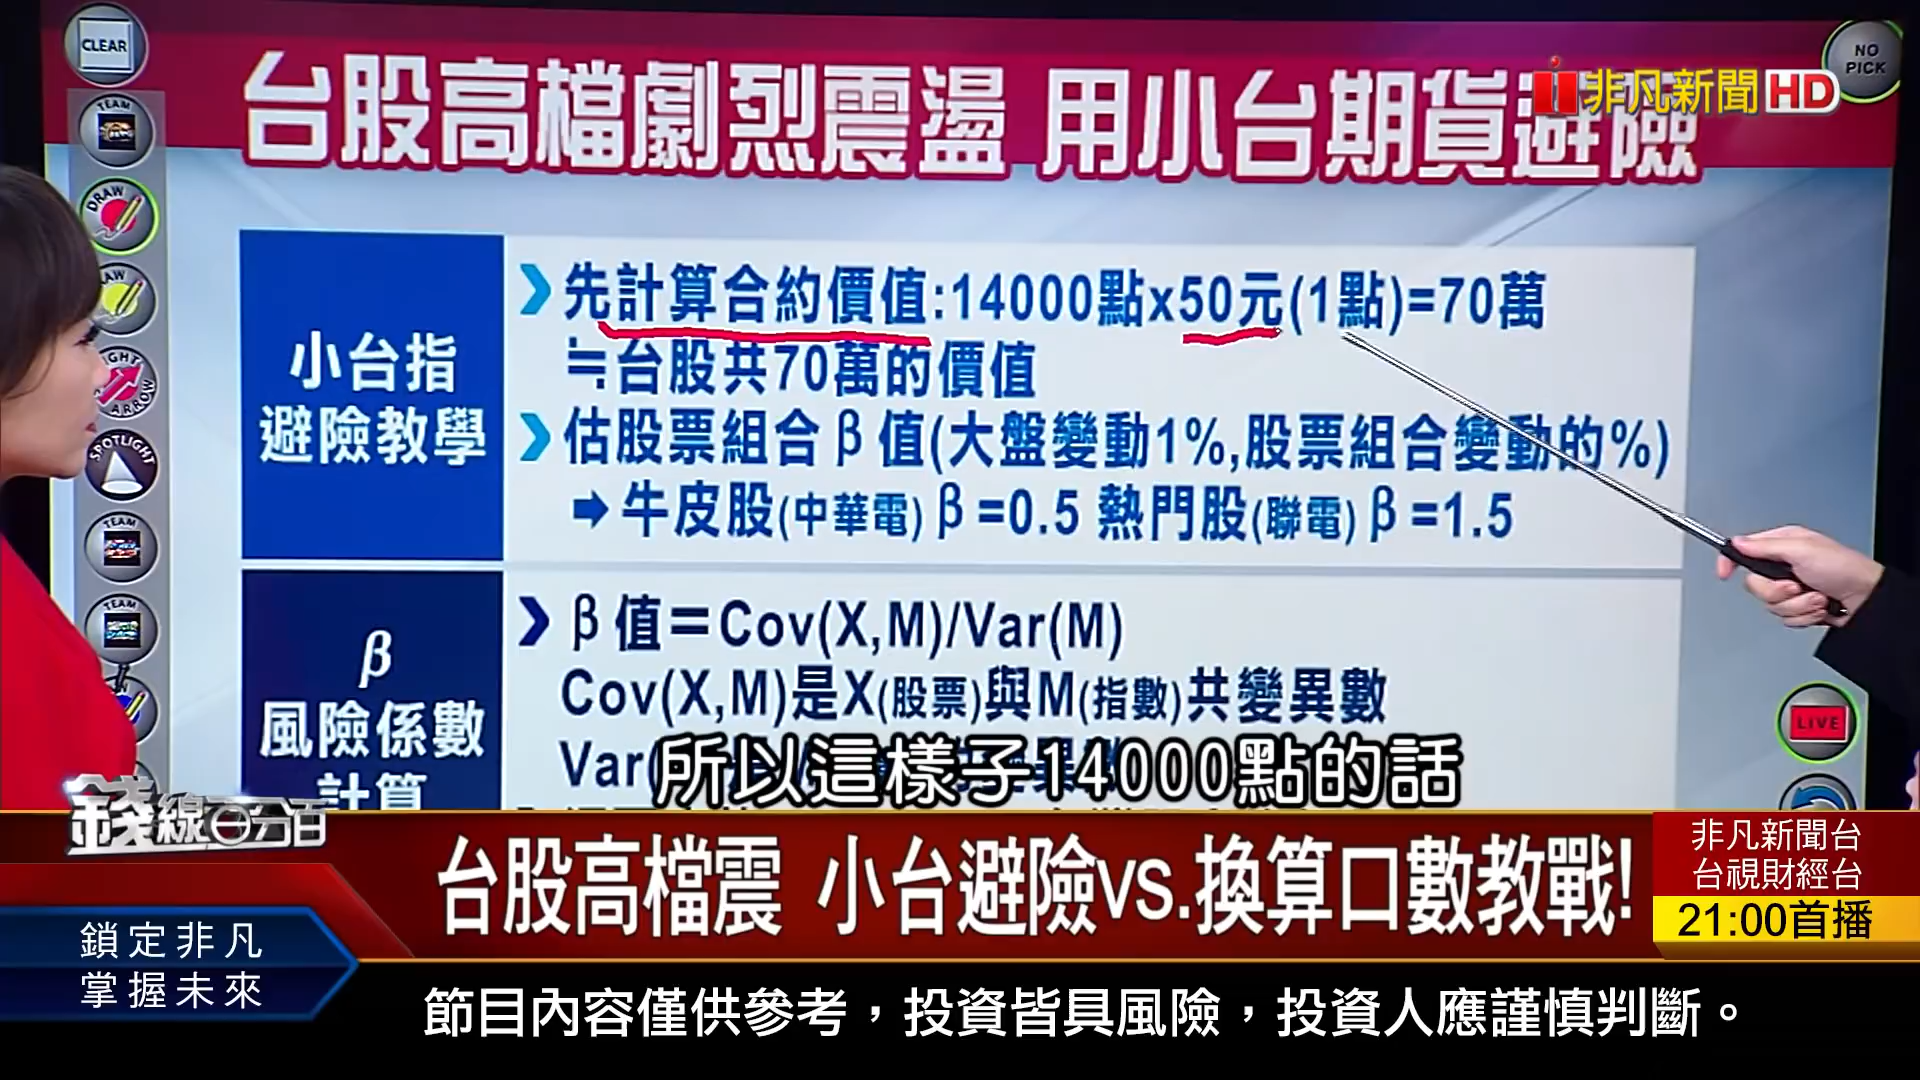 CLEAR
NO PICK
台股高檔劇烈震盪 用小台期貨避險
非凡新聞HD
TEAM
DRAW
小台指
避險教學
先計算合約價值:14000點x50元(1點)=70萬
≒台股共70萬的價值
估股票組合β值(大盤變動1%,股票組合變動的%)
➡牛皮股(中華電)β=0.5 熱門股(聯電)β=1.5
ARROW
SPOTLIGHT
TEAM
TEAM
β
風險係數
計算
β值=Cov(X,M)/Var(M)
Cov(X,M)是X(股票)與M(指數)共變異數
Var(
LIVE
所以這樣子14000點的話
錢線百分百
台股高檔震 小台避險vs.換算口數教戰!
非凡新聞台
台視財經台
21:00首播
鎖定非凡
掌握未來
節目內容僅供參考，投資皆具風險，投資人應謹慎判斷。